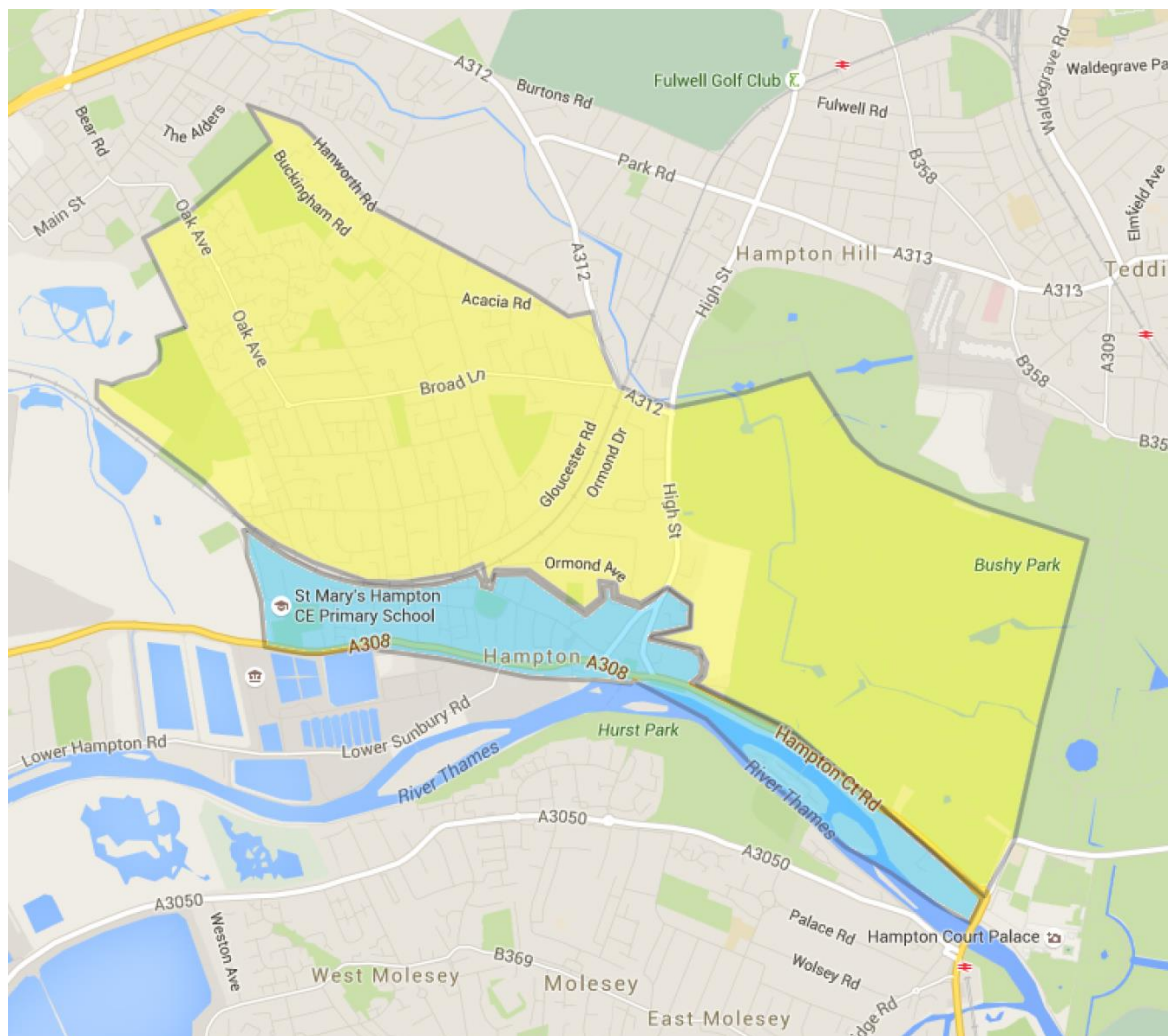 A312
Burtons Rd
Fulwell Golf Club
Fulwell Rd
Waldegrave Rd
Waldegrave Pa
Bear Rd
The Alders
Hanworth Rd
Buckingham Rd
Park Rd
B358
Elmfield Ave
Main St
Oak Ave
A312
Hampton Hill
A313
Teddi
High St
A313
Acacia Rd
Oak Ave
A309
B358
Broad Ln
A312
B35
Gloucester Rd
Ormond Dr
High St
Ormond Ave
Bushy Park
St Mary's Hampton
CE Primary School
A308
Hampton
A308
Lower Hampton Rd
Lower Sunbury Rd
Hurst Park
Hampton Ct Rd
River Thames
River Thames
A3050
A3050
A3050
Weston Ave
Palace Rd
Hampton Court Palace
B369
Wolsey Rd
West Molesey
Molesey
East Molesey
dge Rd